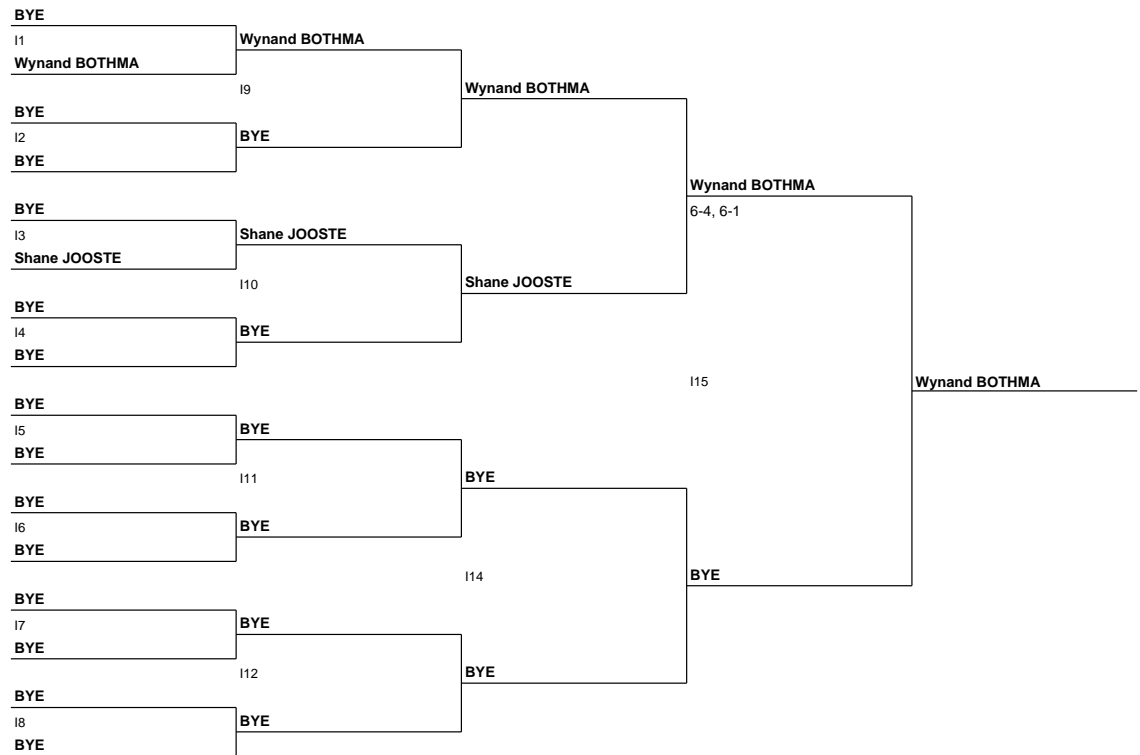 BYE
I1
Wynand BOTHMA
BYE
I2
BYE
BYE
I3
Shane JOOSTE
BYE
I4
BYE
BYE
I5
BYE
BYE
I6
BYE
BYE
I7
BYE
BYE
I8
BYE
Wynand BOTHMA
I9
BYE
Shane JOOSTE
I10
BYE
BYE
I11
BYE
BYE
I12
BYE
Wynand BOTHMA
Shane JOOSTE
BYE
I14
BYE
Wynand BOTHMA
6-4, 6-1
I15
BYE
Wynand BOTHMA